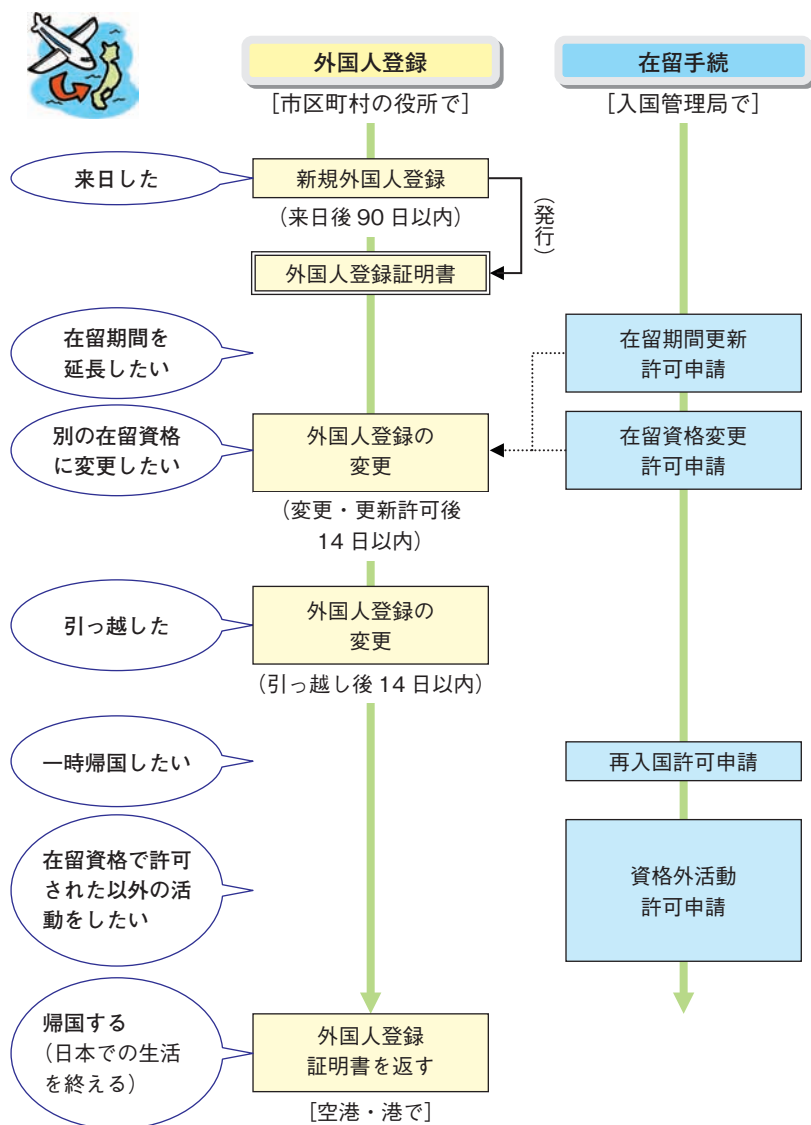 外国人登録
在留手続
[市区町村の役所で]
[入国管理局で]
来日した
新規外国人登録
(来日後 90 日以内)
(発行)
外国人登録証明書
在留期間を
延長したい
在留期間更新
許可申請
別の在留資格
に変更したい
外国人登録の
変更
在留資格変更
許可申請
(変更・更新許可後
14 日以内)
引っ越した
外国人登録の
変更
(引っ越し後 14 日以内)
一時帰国したい
再入国許可申請
在留資格で許可
された以外の活
動をしたい
資格外活動
許可申請
帰国する
(日本での生活
を終える)
外国人登録
証明書を返す
[空港・港で]